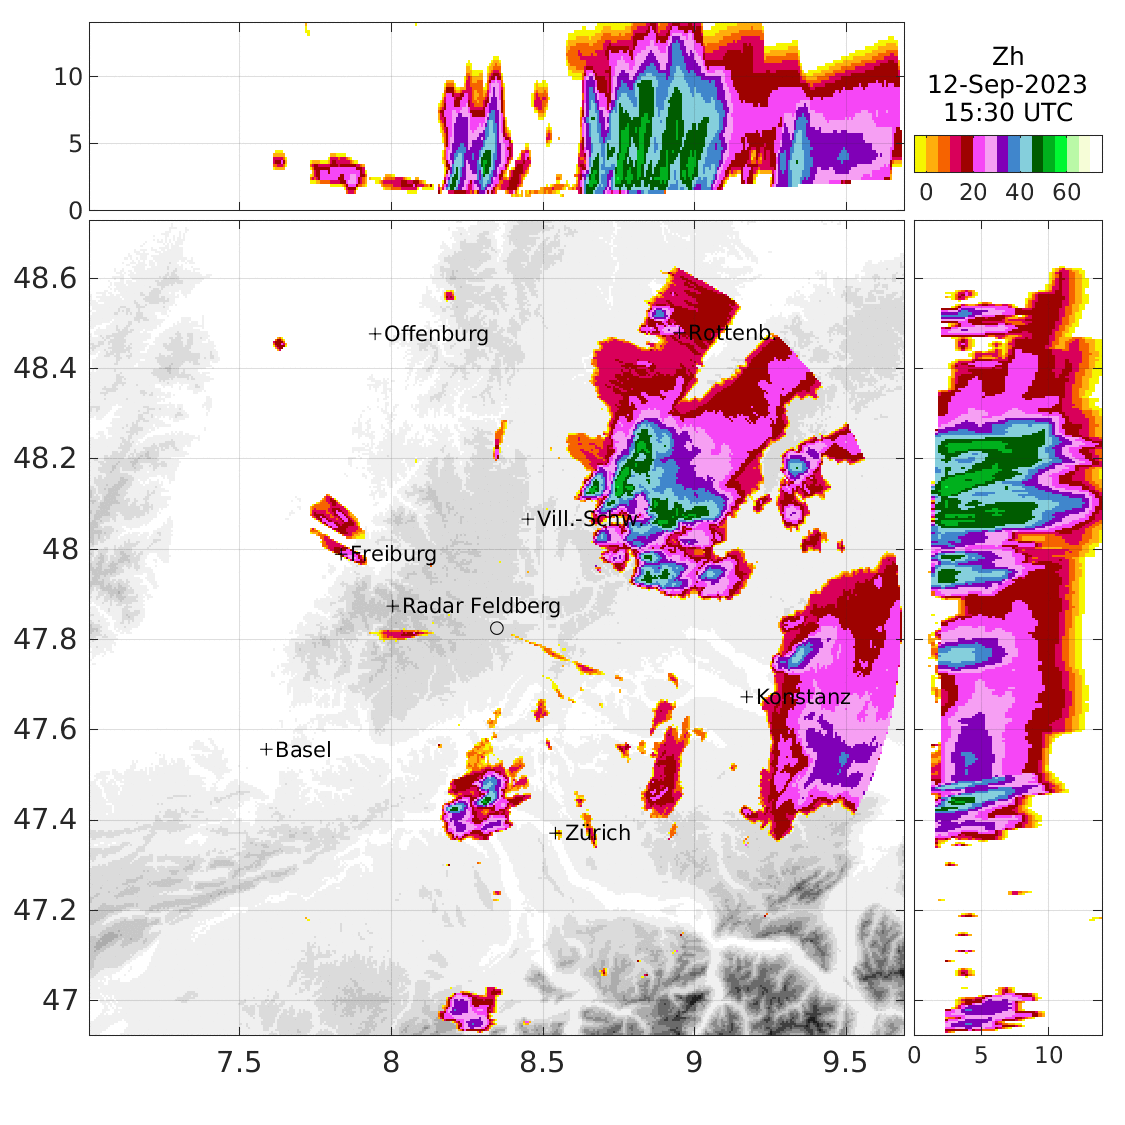 10
5
0
Zh
12-Sep-2023
15:30 UTC
0 20 40 60
48.6
48.4
48.2
48
47.8
47.6
47.4
47.2
47
Offenburg
Rottenb.
Vill.-Schw.
Freiburg
Radar Feldberg
Konstanz
Basel
Zürich
7.5 8 8.5 9 9.5
0 5 10